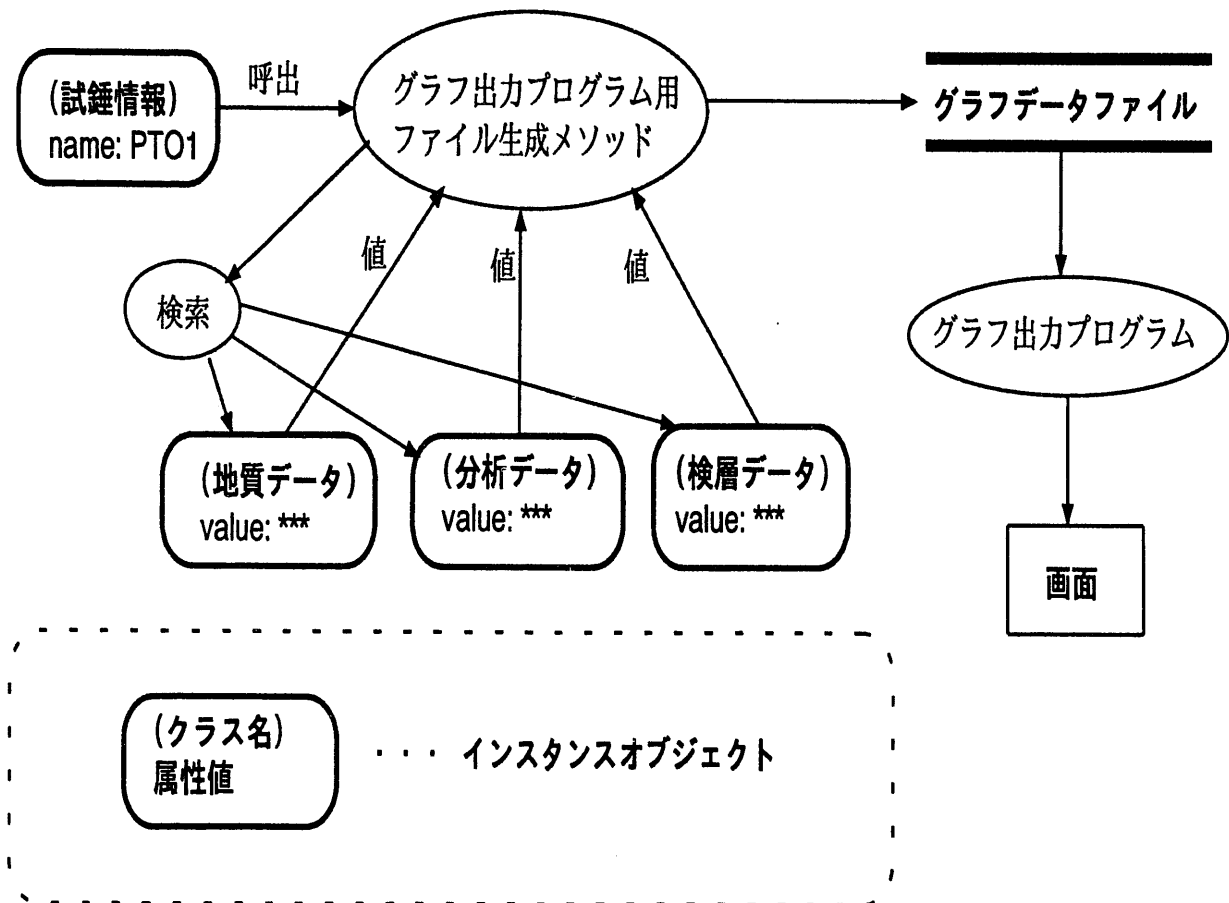 (試錐情報)
name: PTO1
呼出
グラフ出力プログラム用
ファイル生成メソッド
グラフデータファイル
値
値
値
検索
グラフ出力プログラム
(地質データ)
value: ***
(分析データ)
value: ***
(検層データ)
value: ***
画面
(クラス名)
属性値
・・・ インスタンスオブジェクト